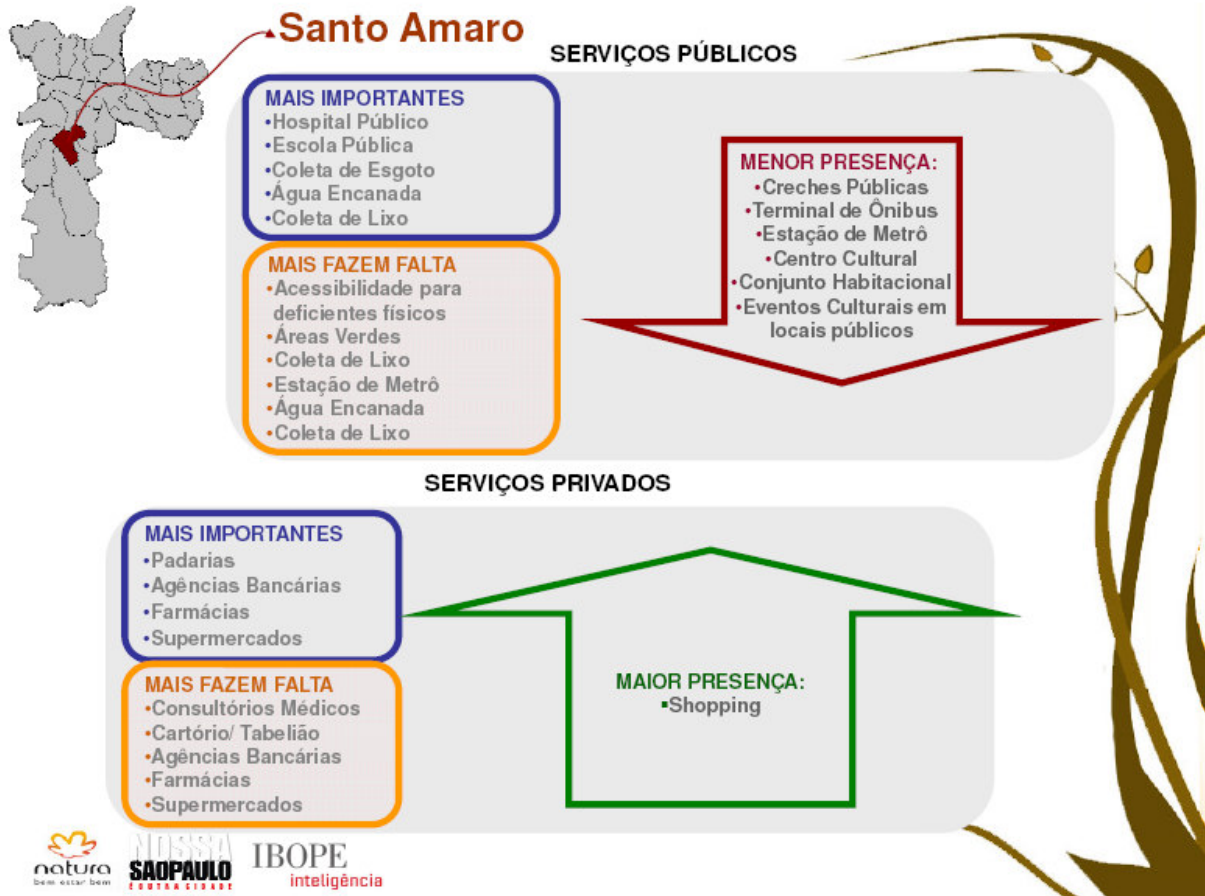 Santo Amaro
SERVIÇOS PÚBLICOS
MAIS IMPORTANTES
•Hospital Público
•Escola Pública
•Coleta de Esgoto
•Água Encanada
•Coleta de Lixo
MAIS FAZEM FALTA
•Acessibilidade para
deficientes físicos
•Áreas Verdes
•Coleta de Lixo
•Estação de Metrô
•Água Encanada
•Coleta de Lixo
MENOR PRESENÇA:
•Creches Públicas
•Terminal de Ônibus
•Estação de Metrô
•Centro Cultural
•Conjunto Habitacional
•Eventos Culturais em
locais públicos
SERVIÇOS PRIVADOS
MAIS IMPORTANTES
•Padarias
•Agências Bancárias
•Farmácias
•Supermercados
MAIS FAZEM FALTA
•Consultórios Médicos
•Cartório/ Tabelião
•Agências Bancárias
•Farmácias
•Supermercados
MAIOR PRESENÇA:
▪Shopping
natura
bem estar bem
NOSSA
SAOPAULO
É OUTRA CIDADE
IBOPE
inteligência